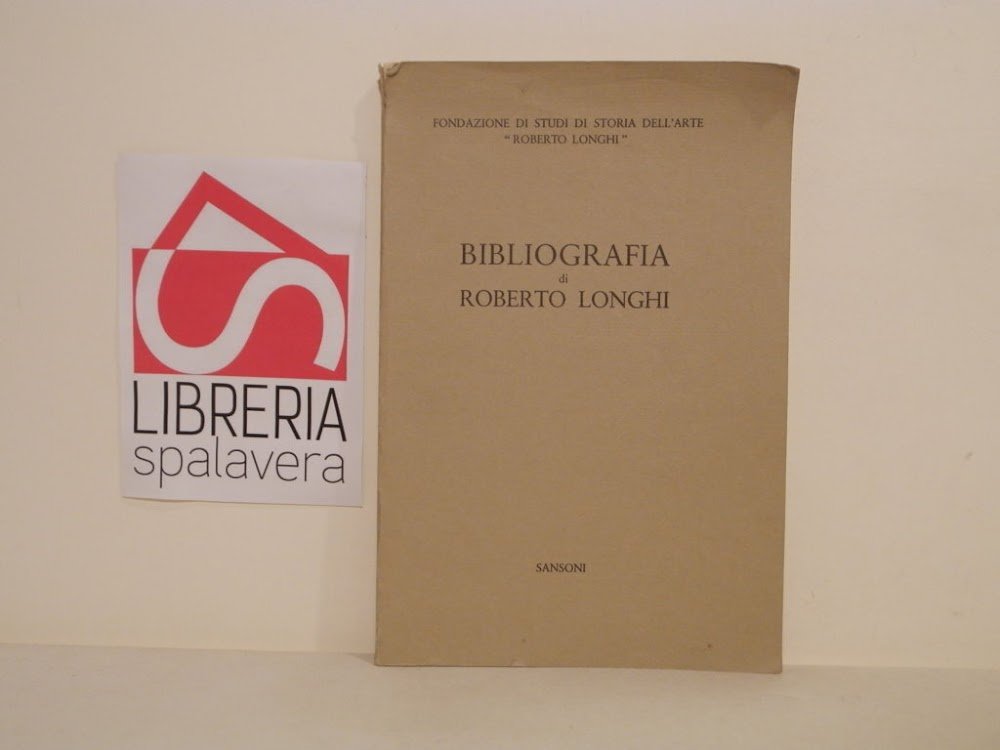 LIBRERIA
spalavera
FONDAZIONE DI STUDI DI STORIA DELL'ARTE
"ROBERTO LONGHI"
BIBLIOGRAFIA
di
ROBERTO LONGHI
SANSONI